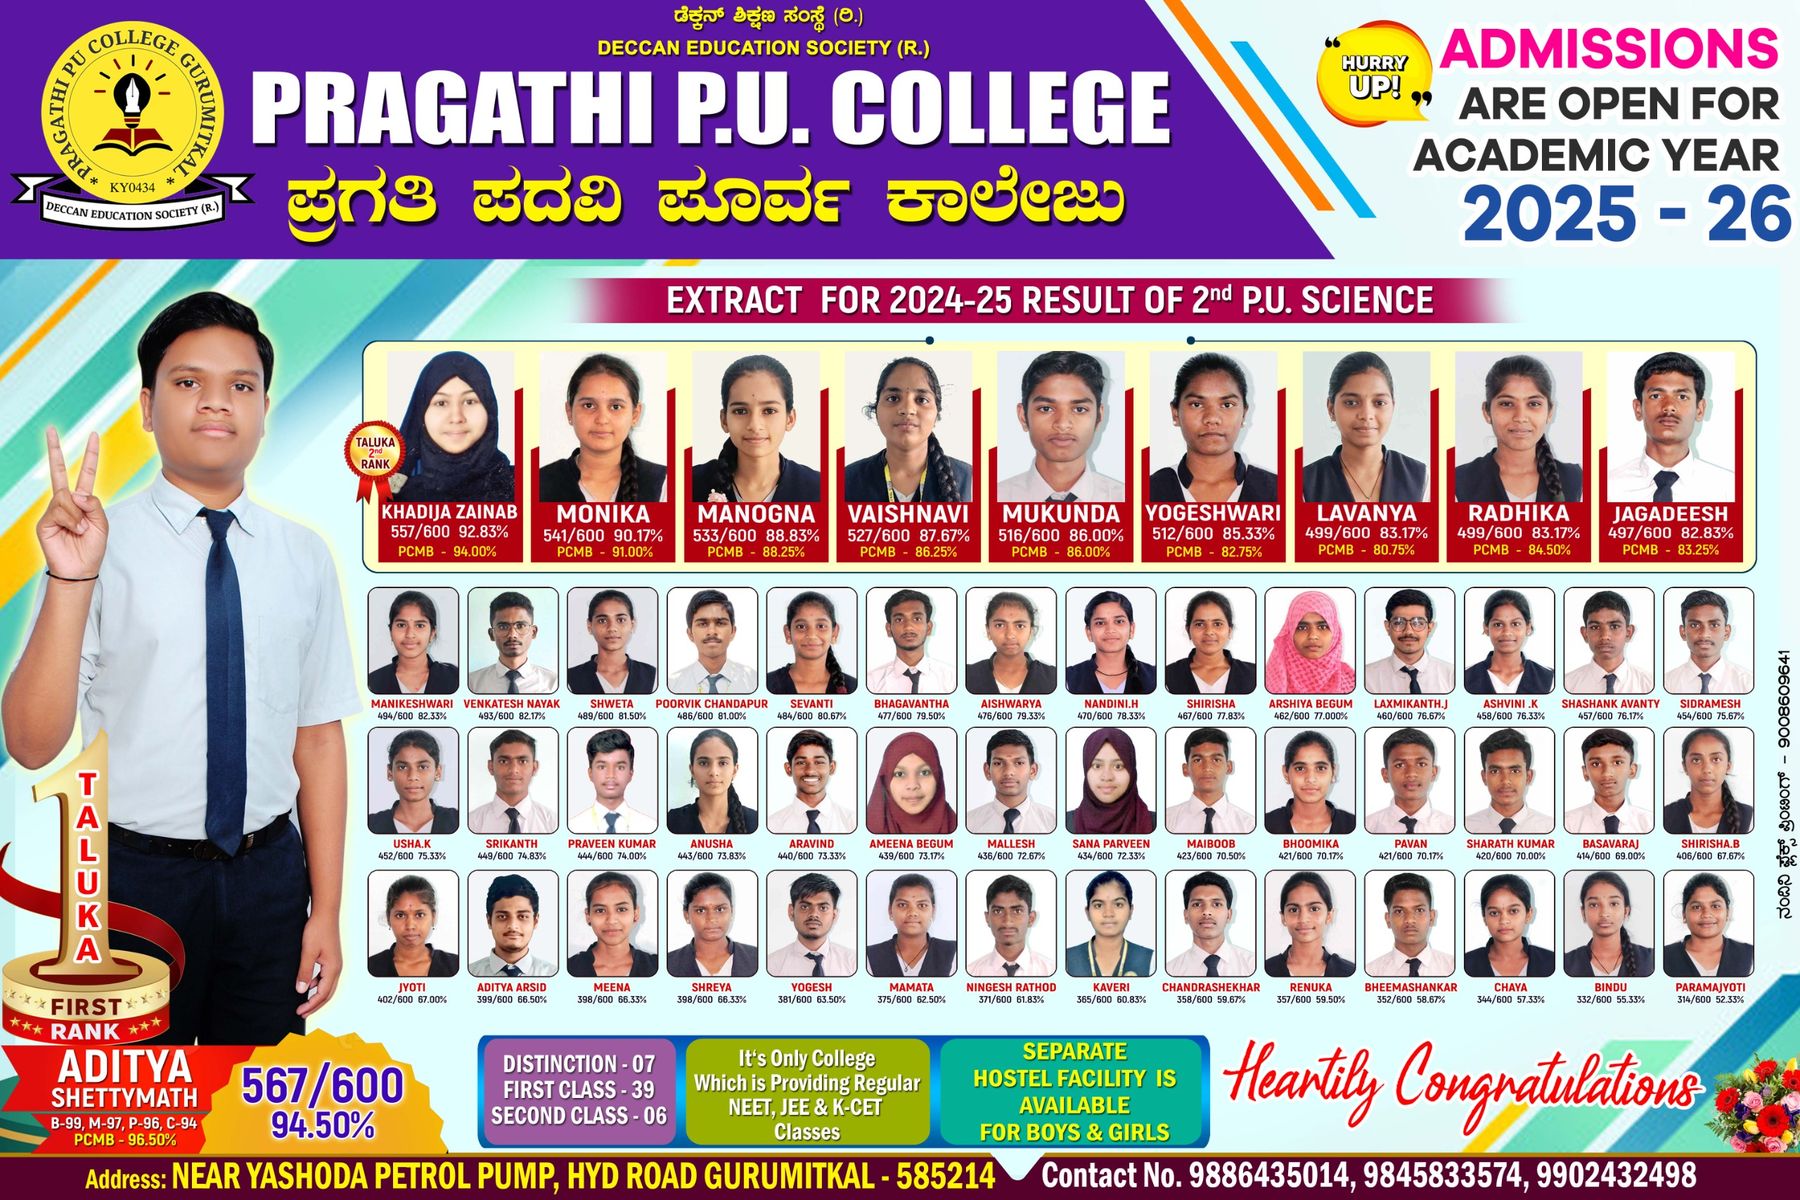 ಡೆಕ್ಕನ್ ಶಿಕ್ಷಣ ಸಂಸ್ಥೆ (ರಿ.)
DECCAN EDUCATION SOCIETY (R.)
PRAGATHI P.U. COLLEGE
ಪ್ರಗತಿ ಪದವಿ ಪೂರ್ವ ಕಾಲೇಜು
PRAGATHI PU COLLEGE GURUMITKAL
KY0434
DECCAN EDUCATION SOCIETY (R.)
"HURRY UP!"
ADMISSIONS
ARE OPEN FOR
ACADEMIC YEAR
2025 - 26
EXTRACT FOR 2024-25 RESULT OF 2nd P.U. SCIENCE
TALUKA
2nd
RANK
KHADIJA ZAINAB MONIKA MANOGNA VAISHNAVI MUKUNDA YOGESHWARI LAVANYA RADHIKA JAGADEESH
557/600 92.83% 541/600 90.17% 533/600 88.83% 527/600 87.67% 516/600 86.00% 512/600 85.33% 499/600 83.17% 499/600 83.17% 497/600 82.83%
PCMB - 94.00% PCMB - 91.00% PCMB - 88.25% PCMB - 86.25% PCMB - 86.00% PCMB - 82.75% PCMB - 80.75% PCMB - 84.50% PCMB - 83.25%
MANIKESHWARI VENKATESH NAYAK SHWETA POORVIK CHANDAPUR SEVANTI BHAGAVANTHA AISHWARYA NANDINI.H SHIRISHA ARSHIYA BEGUM LAXMIKANTH.J ASHVINI .K SHASHANK AVANTY SIDRAMESH
494/600 82.33% 493/600 82.17% 489/600 81.50% 486/600 81.00% 484/600 80.67% 477/600 79.50% 476/600 79.33% 470/600 78.33% 467/600 77.83% 462/600 77.000% 460/600 76.67% 458/600 76.33% 457/600 76.17% 454/600 75.67%
USHA.K SRIKANTH PRAVEEN KUMAR ANUSHA ARAVIND AMEENA BEGUM MALLESH SANA PARVEEN MAIBOOB BHOOMIKA PAVAN SHARATH KUMAR BASAVARAJ SHIRISHA.B
452/600 75.33% 449/600 74.83% 444/600 74.00% 443/600 73.83% 440/600 73.33% 439/600 73.17% 436/600 72.67% 434/600 72.33% 423/600 70.50% 421/600 70.17% 421/600 70.17% 420/600 70.00% 414/600 69.00% 406/600 67.67%
JYOTI ADITYA ARSID MEENA SHREYA YOGESH MAMATA NINGESH RATHOD KAVERI CHANDRASHEKHAR RENUKA BHEEMASHANKAR CHAYA BINDU PARAMAJYOTI
402/600 67.00% 399/600 66.50% 398/600 66.33% 398/600 66.33% 381/600 63.50% 375/600 62.50% 371/600 61.83% 365/600 60.83% 358/600 59.67% 357/600 59.50% 352/600 58.67% 344/600 57.33% 332/600 55.33% 314/600 52.33%
1
TALUKA
FIRST
RANK
ADITYA
SHETTYMATH
B-99, M-97, P-96, C-94
PCMB - 96.50%
567/600
94.50%
DISTINCTION - 07
FIRST CLASS - 39
SECOND CLASS - 06
It's Only College
Which is Providing Regular
NEET, JEE & K-CET
Classes
SEPARATE
HOSTEL FACILITY IS
AVAILABLE
FOR BOYS & GIRLS
Heartily Congratulations
9008609641
Address: NEAR YASHODA PETROL PUMP, HYD ROAD GURUMITKAL - 585214
Contact No. 9886435014, 9845833574, 9902432498